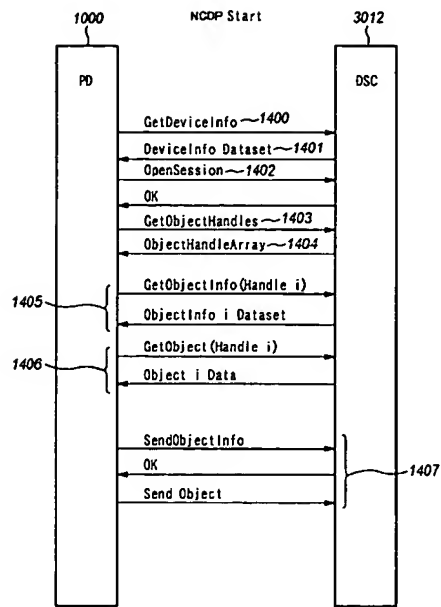 1000 NCDP Start 3012
PD DSC
GetDeviceInfo 1400
DeviceInfo Dataset 1401
OpenSession 1402
OK
GetObjectHandles 1403
ObjectHandleArray 1404
GetObjectInfo(Handle i)
1405
ObjectInfo i Dataset
GetObject(Handle i)
1406
Object i Data
SendObjectInfo
OK
1407
Send Object